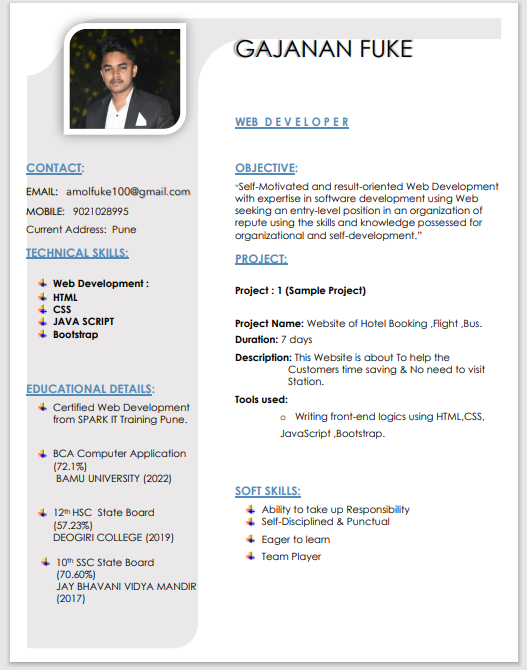 GAJANAN FUKE
WEB DEVELOPER
CONTACT:
EMAIL: amolfuke100@gmail.com
MOBILE: 9021028995
Current Address: Pune
TECHNICAL SKILLS:
Web Development :
HTML
CSS
JAVA SCRIPT
Bootstrap
EDUCATIONAL DETAILS:
Certified Web Development
from SPARK IT Training Pune.
BCA Computer Application
(72.1%)
BAMU UNIVERSITY (2022)
12th HSC State Board
(57.23%)
DEOGIRI COLLEGE (2019)
10th SSC State Board
(70.60%)
JAY BHAVANI VIDYA MANDIR
(2017)
OBJECTIVE:
“Self-Motivated and result-oriented Web Development
with expertise in software development using Web
seeking an entry-level position in an organization of
repute using the skills and knowledge possessed for
organizational and self-development.”
PROJECT:
Project : 1 (Sample Project)
Project Name: Website of Hotel Booking ,Flight ,Bus.
Duration: 7 days
Description: This Website is about To help the
Customers time saving & No need to visit
Station.
Tools used:
o Writing front-end logics using HTML,CSS,
JavaScript ,Bootstrap.
SOFT SKILLS:
Ability to take up Responsibility
Self-Disciplined & Punctual
Eager to learn
Team Player